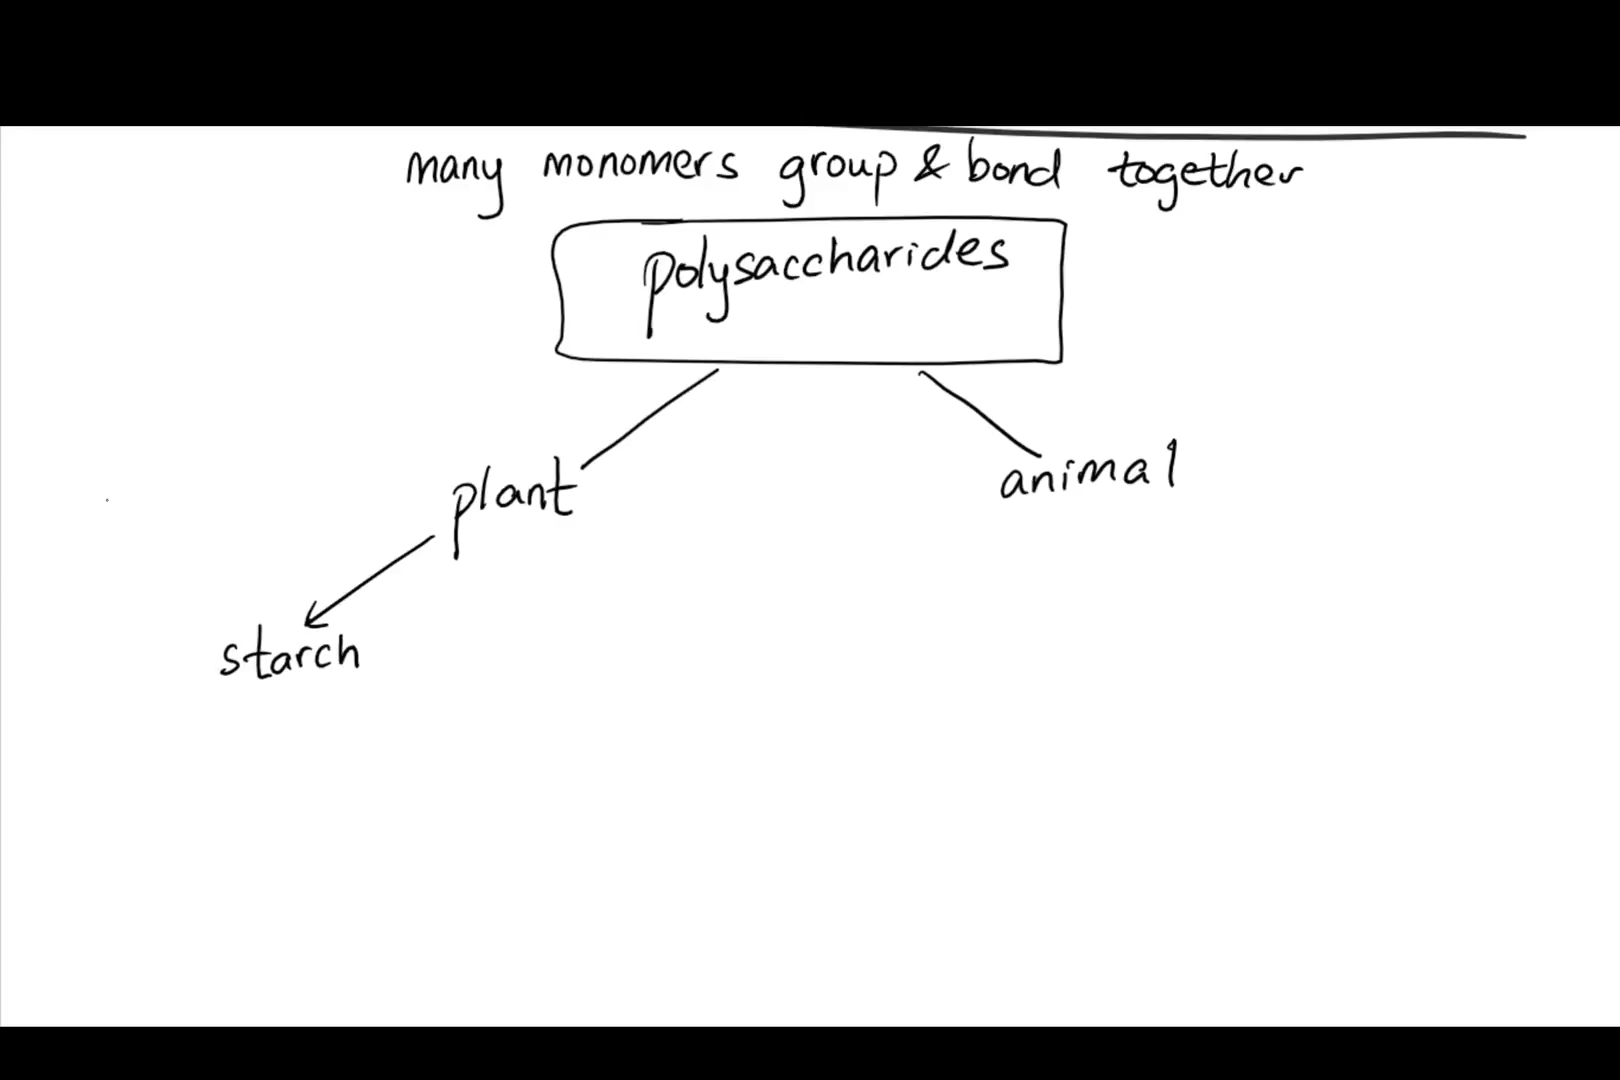 many monomers group & bond together
polysaccharides
plant
animal
starch